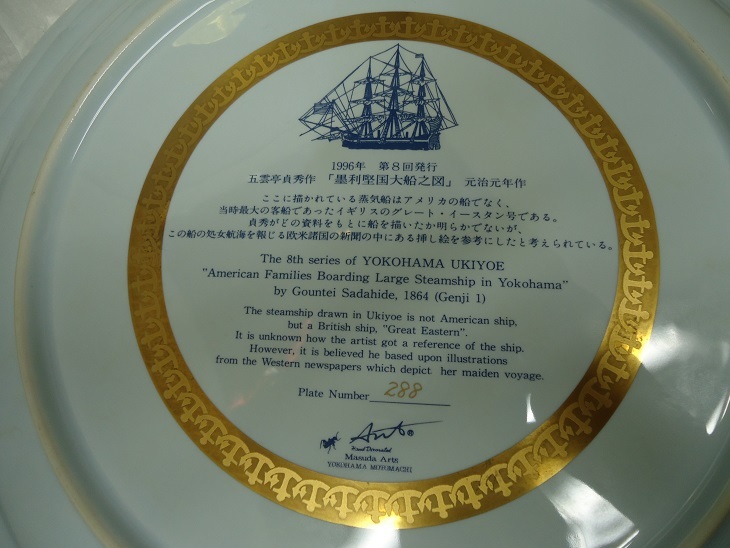 1996年 第8回発行
五雲亭貞秀作 「墨利堅国大船之図」 元治元年作
ここに描かれている蒸気船はアメリカの船でなく、
当時最大の客船であったイギリスのグレート・イースタン号である。
貞秀がどの資料をもとに船を描いたか明らかでないが、
この船の処女航海を報じる欧米諸国の新聞の中にある挿し絵を参考にしたと考えられている。
The 8th series of YOKOHAMA UKIYOE
"American Families Boarding Large Steamship in Yokohama"
by Gountei Sadahide, 1864 (Genji 1)
The steamship drawn in Ukiyoe is not American ship,
but a British ship, "Great Eastern".
It is unknown how the artist got a reference of the ship.
However, it is believed he based upon illustrations
from the Western newspapers which depict her maiden voyage.
Plate Number 288
Hand Decorated
Masuda Arts
YOKOHAMA MOTOMACHI